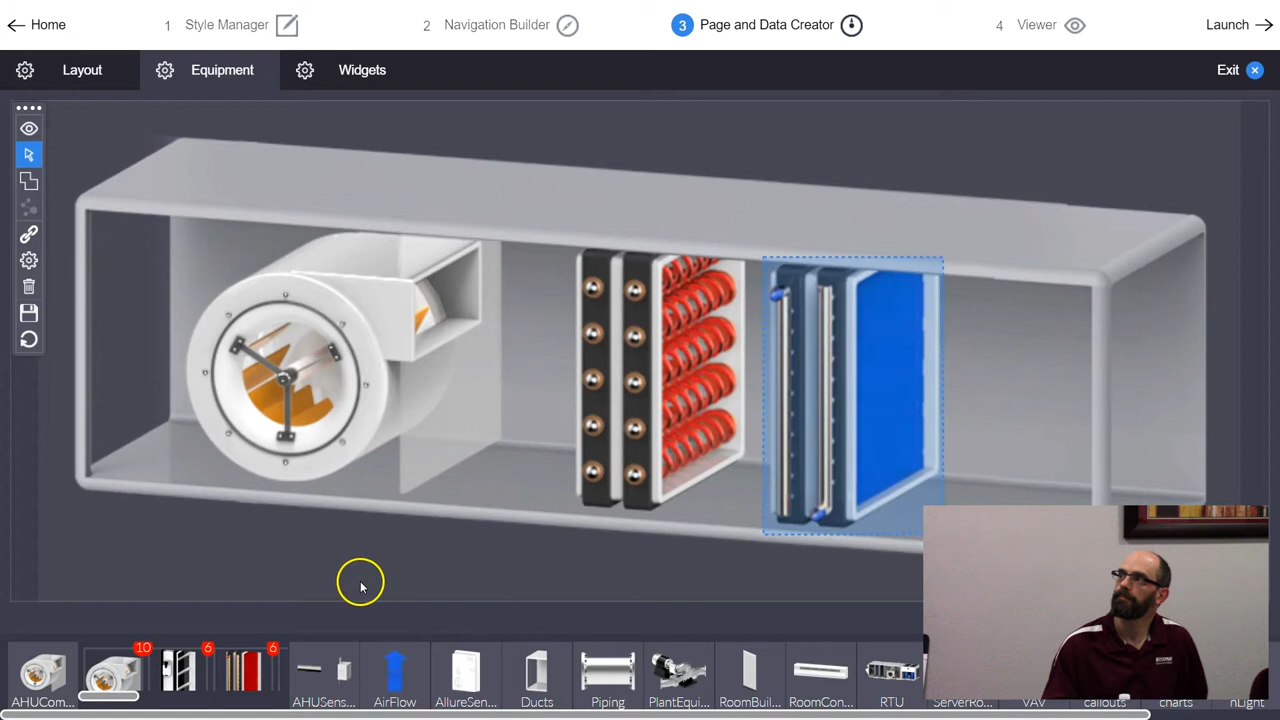 Home
1 Style Manager
2 Navigation Builder
3 Page and Data Creator
4 Viewer
Launch
Layout
Equipment
Widgets
Exit
10
6
6
AHUCom...
AHUSens...
AirFlow
AllureSen...
Ducts
Piping
PlantEqui...
RoomBuil...
RoomCon...
RTU
ServerRo...
VAV
callouts
charts
nLight